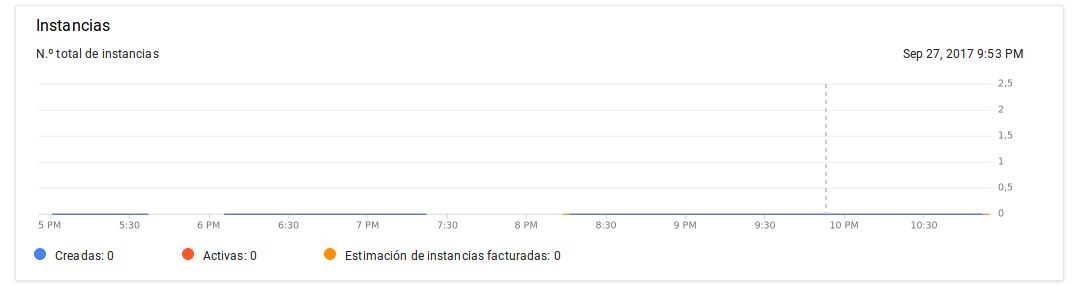 Instancias
N.º total de instancias Sep 27, 2017 9:53 PM
2,5
2
1,5
1
0,5
0
5 PM 5:30 6 PM 6:30 7 PM 7:30 8 PM 8:30 9 PM 9:30 10 PM 10:30
Creadas: 0 Activas: 0 Estimación de instancias facturadas: 0